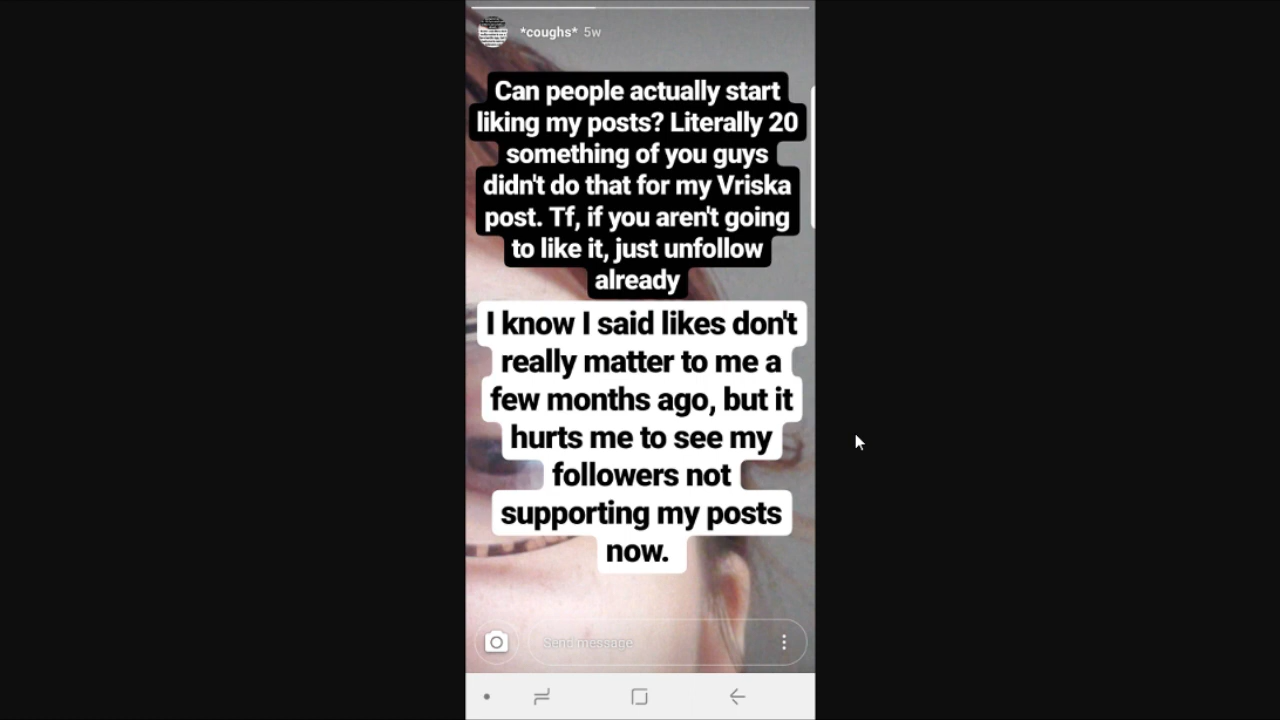 *coughs* 5w
Can people actually start
liking my posts? Literally 20
something of you guys
didn't do that for my Vriska
post. Tf, if you aren't going
to like it, just unfollow
already
I know I said likes don't
really matter to me a
few months ago, but it
hurts me to see my
followers not
supporting my posts
now.
Send message